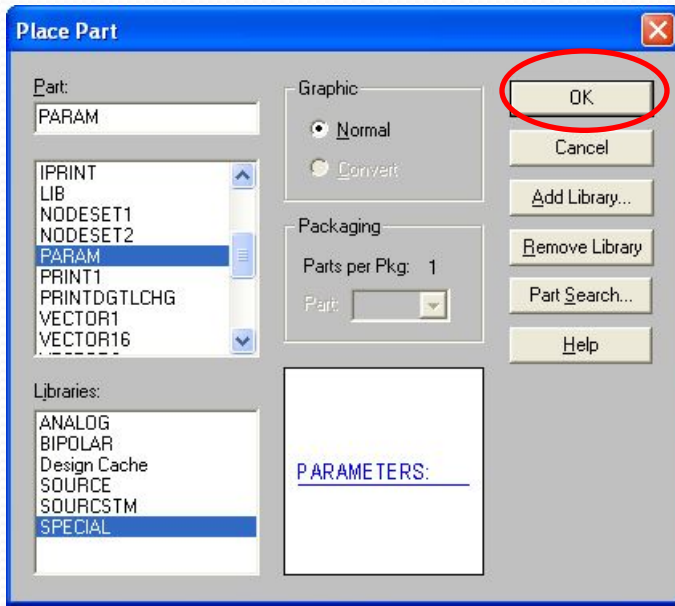 Place Part
Part:
PARAM
IPRINT
LIB
NODESET1
NODESET2
PARAM
PRINT1
PRINTDGTLCHG
VECTOR1
VECTOR16
Libraries:
ANALOG
BIPOLAR
Design Cache
SOURCE
SOURCSTM
SPECIAL
Graphic
Normal
Convert
Packaging
Parts per Pkg: 1
Part:
PARAMETERS:
OK
Cancel
Add Library...
Remove Library
Part Search...
Help